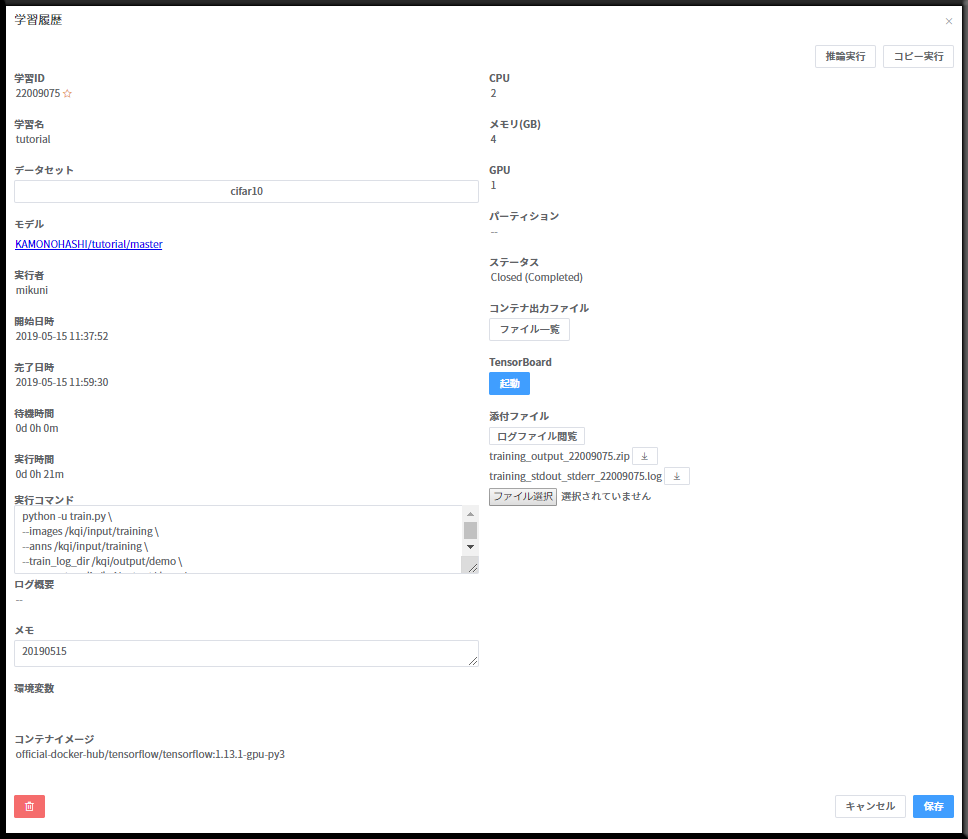 学習履歴
推論実行 コピー実行
学習ID
22009075
学習名
tutorial
データセット
cifar10
モデル
KAMONOHASHI/tutorial/master
実行者
mikuni
開始日時
2019-05-15 11:37:52
完了日時
2019-05-15 11:59:30
待機時間
0d 0h 0m
実行時間
0d 0h 21m
実行コマンド
python -u train.py \
--images /kqi/input/training \
--anns /kqi/input/training \
--train_log_dir /kqi/output/demo \
ログ概要
--
メモ
20190515
環境変数
コンテナイメージ
official-docker-hub/tensorflow/tensorflow:1.13.1-gpu-py3
CPU
2
メモリ(GB)
4
GPU
1
パーティション
--
ステータス
Closed (Completed)
コンテナ出力ファイル
ファイル一覧
TensorBoard
起動
添付ファイル
ログファイル閲覧
training_output_22009075.zip
training_stdout_stderr_22009075.log
ファイル選択 選択されていません
キャンセル 保存